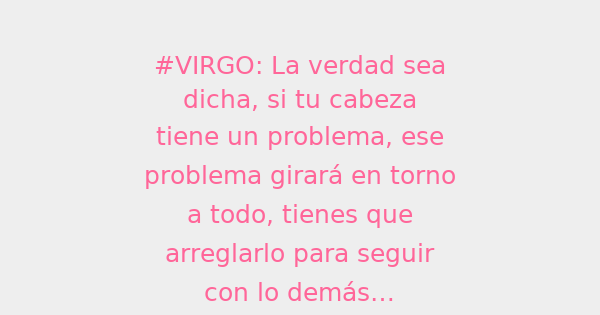 #VIRGO: La verdad sea
dicha, si tu cabeza
tiene un problema, ese
problema girará en torno
a todo, tienes que
arreglarlo para seguir
con lo demás...